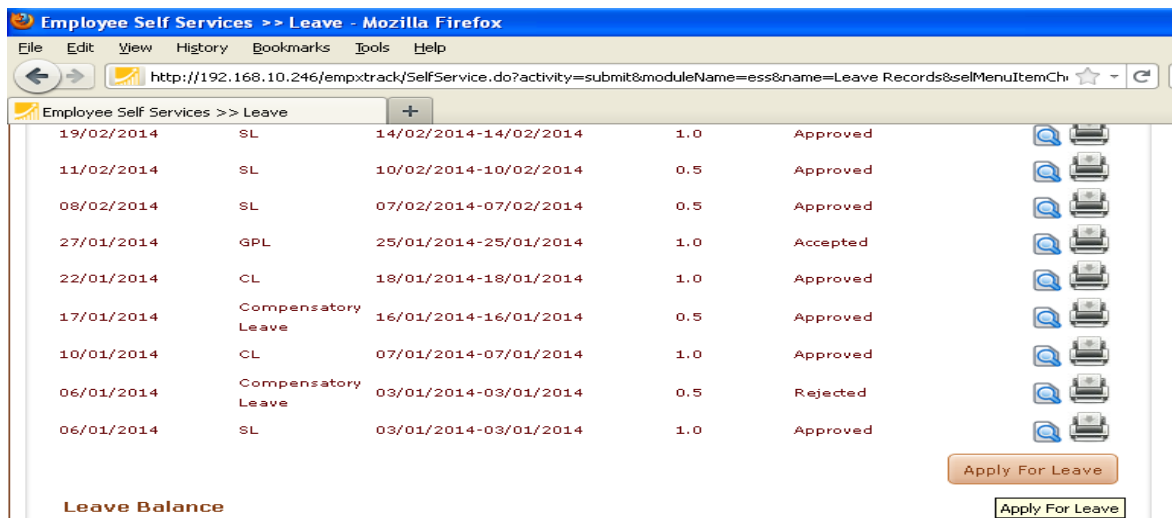 Employee Self Services >> Leave - Mozilla Firefox
File Edit View History Bookmarks Tools Help
http://192.168.10.246/empxtrack/SelfService.do?activity=submit&moduleName=ess&name=Leave Records&selMenuItemCh
Employee Self Services >> Leave +
19/02/2014 SL 14/02/2014-14/02/2014 1.0 Approved
11/02/2014 SL 10/02/2014-10/02/2014 0.5 Approved
08/02/2014 SL 07/02/2014-07/02/2014 0.5 Approved
27/01/2014 GPL 25/01/2014-25/01/2014 1.0 Accepted
22/01/2014 CL 18/01/2014-18/01/2014 1.0 Approved
17/01/2014 Compensatory Leave 16/01/2014-16/01/2014 0.5 Approved
10/01/2014 CL 07/01/2014-07/01/2014 1.0 Approved
06/01/2014 Compensatory Leave 03/01/2014-03/01/2014 0.5 Rejected
06/01/2014 SL 03/01/2014-03/01/2014 1.0 Approved
Apply For Leave
Leave Balance
Apply For Leave